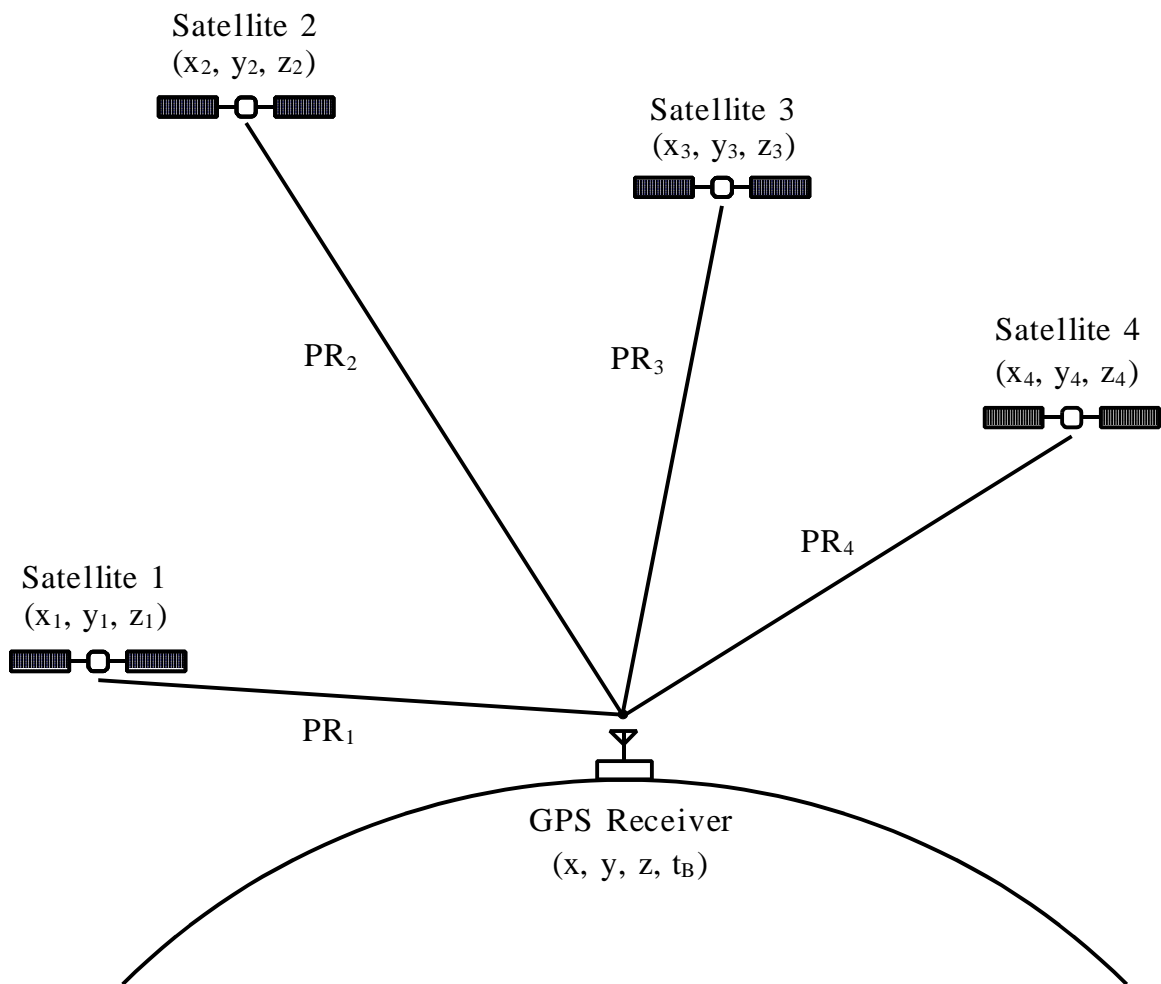 Satellite 2
(x₂, y₂, z₂)
Satellite 3
(x₃, y₃, z₃)
Satellite 4
(x₄, y₄, z₄)
PR₂
PR₃
PR₄
Satellite 1
(x₁, y₁, z₁)
PR₁
GPS Receiver
(x, y, z, t_B)